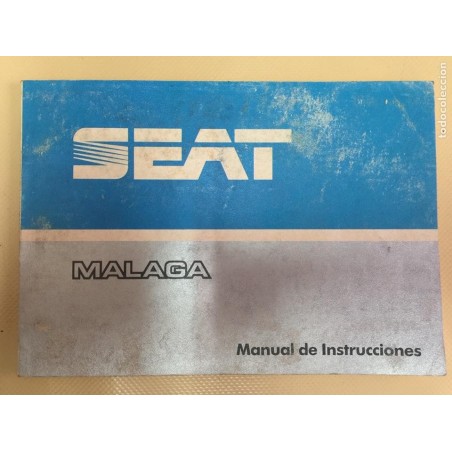 SEAT
MALAGA
Manual de Instrucciones
todocoleccion